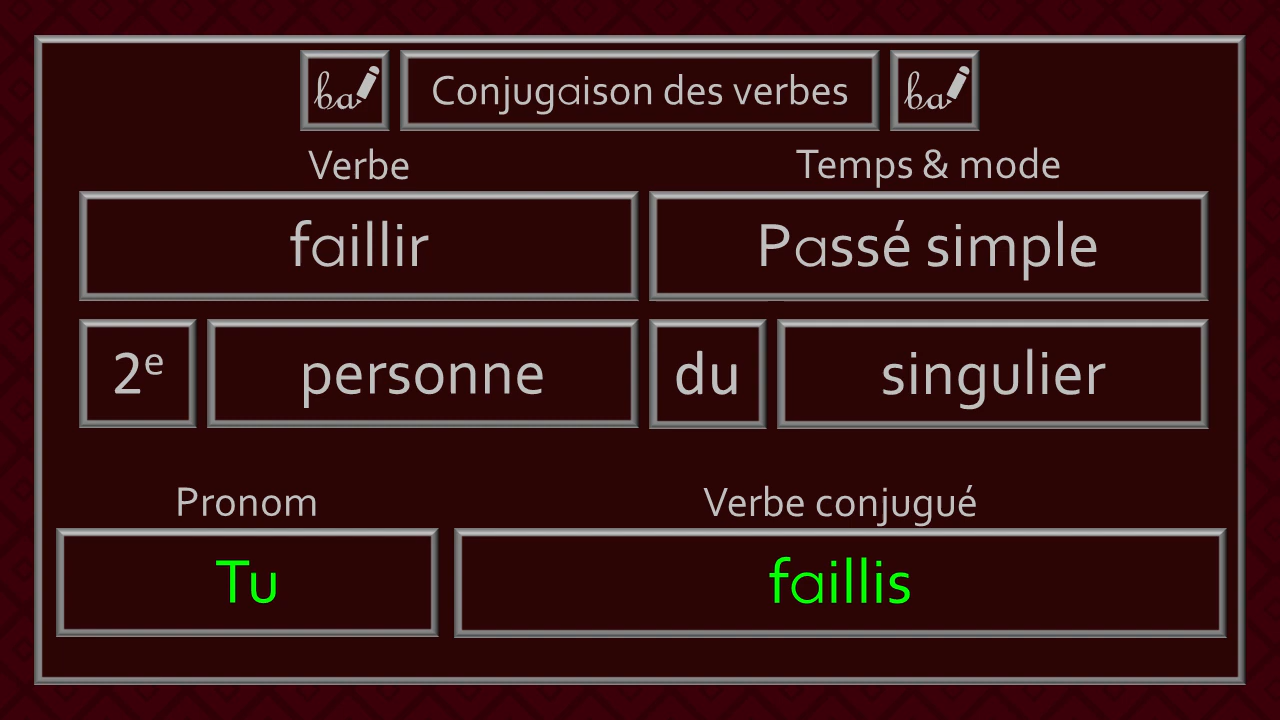 ba Conjugaison des verbes ba
Verbe Temps & mode
faillir Passé simple
2e personne du singulier
Pronom Verbe conjugué
Tu faillis